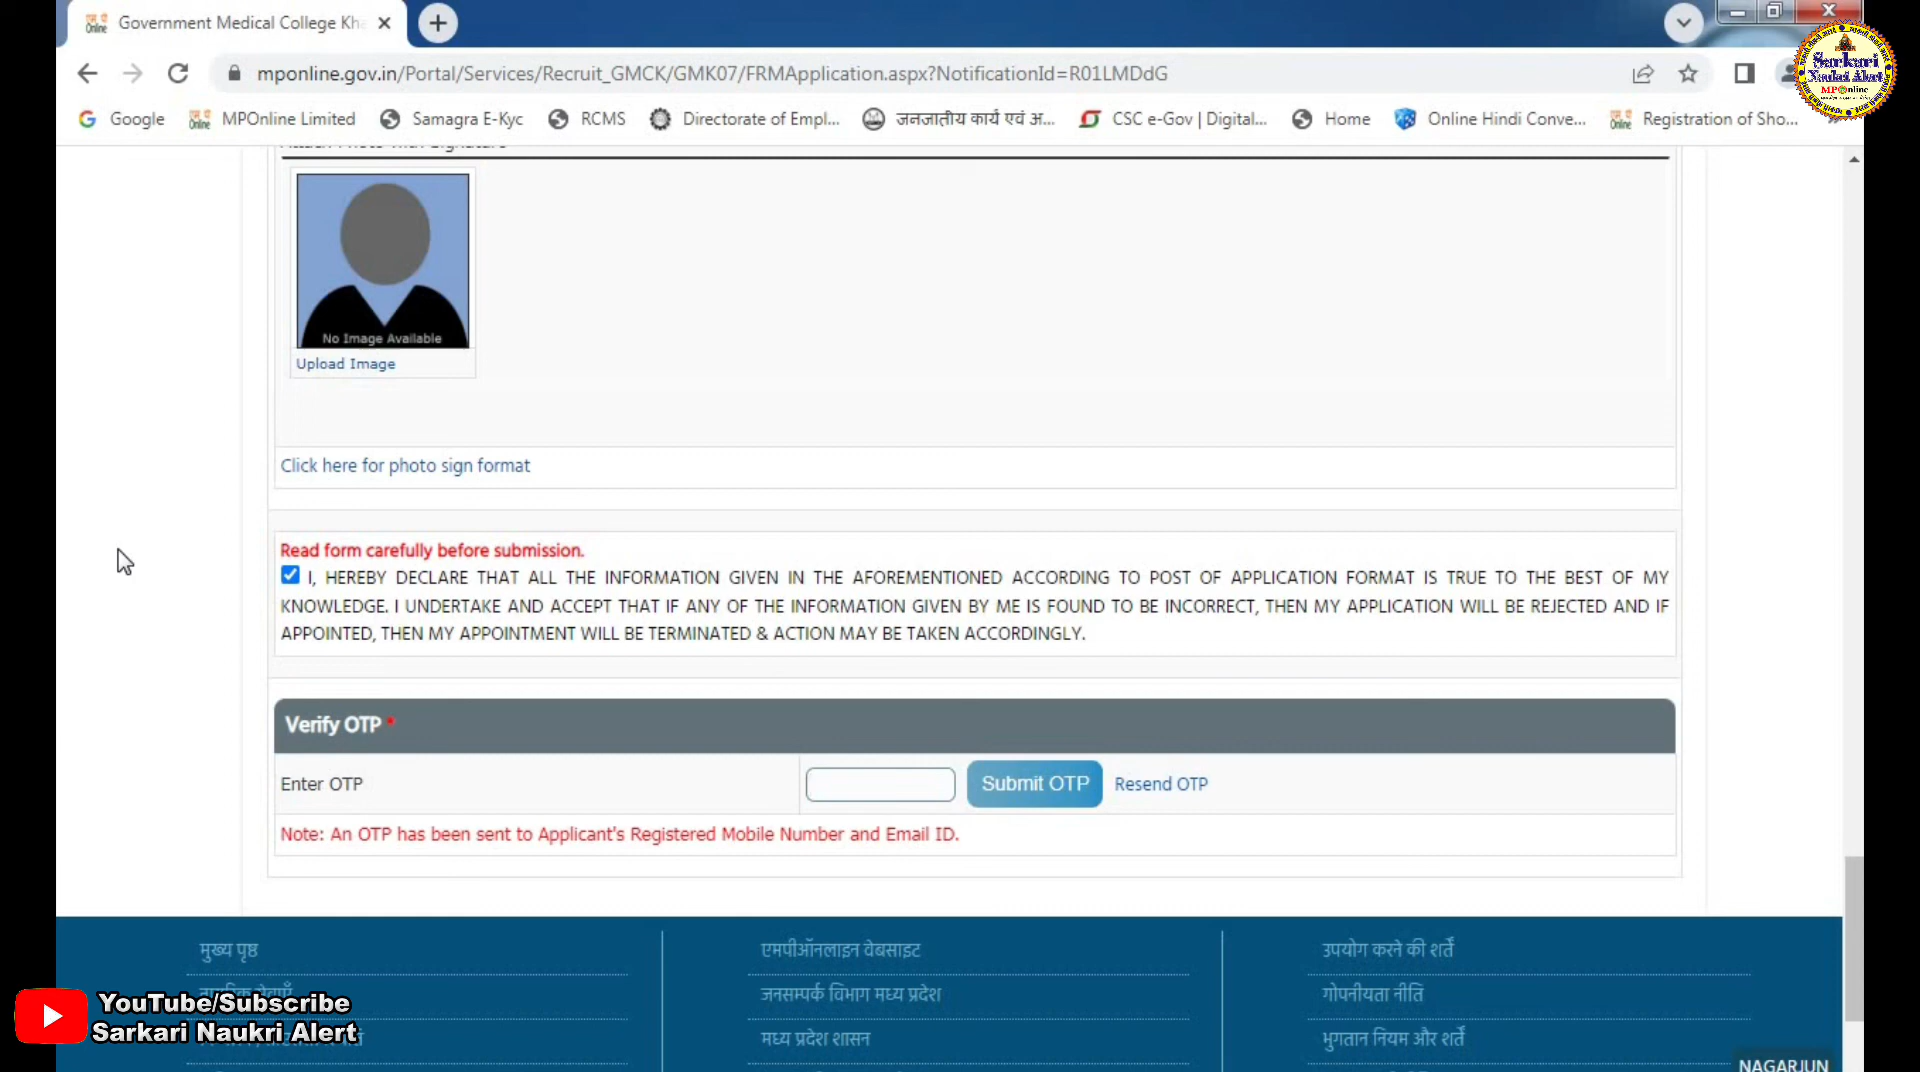 Government Medical College Kha
mponline.gov.in/Portal/Services/Recruit_GMCK/GMK07/FRMApplication.aspx?NotificationId=R01LMDdG
Sarkari
Naukri Alert
MPOnline
Google
MPOnline Limited
Samagra E-Kyc
RCMS
Directorate of Empl...
जनजातीय कार्य एवं अ...
CSC e-Gov | Digital...
Home
Online Hindi Conve...
Registration of Sho...
No Image Available
Upload Image
Click here for photo sign format
Read form carefully before submission.
I, HEREBY DECLARE THAT ALL THE INFORMATION GIVEN IN THE AFOREMENTIONED ACCORDING TO POST OF APPLICATION FORMAT IS TRUE TO THE BEST OF MY
KNOWLEDGE. I UNDERTAKE AND ACCEPT THAT IF ANY OF THE INFORMATION GIVEN BY ME IS FOUND TO BE INCORRECT, THEN MY APPLICATION WILL BE REJECTED AND IF
APPOINTED, THEN MY APPOINTMENT WILL BE TERMINATED & ACTION MAY BE TAKEN ACCORDINGLY.
Verify OTP *
Enter OTP
Submit OTP
Resend OTP
Note: An OTP has been sent to Applicant's Registered Mobile Number and Email ID.
मुख्य पृष्ठ
एमपीऑनलाइन वेबसाइट
उपयोग करने की शर्तें
जनसम्पर्क विभाग मध्य प्रदेश
गोपनीयता नीति
मध्य प्रदेश शासन
भुगतान नियम और शर्तें
YouTube/Subscribe
Sarkari Naukri Alert
NAGARJUN